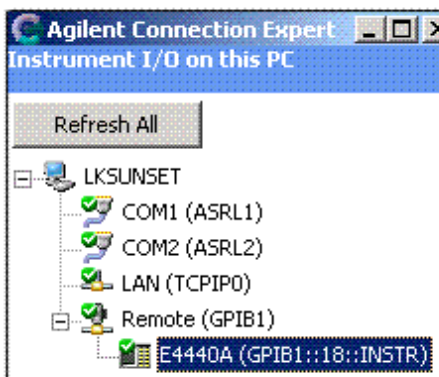 Agilent Connection Expert
Instrument I/O on this PC
Refresh All
LKSUNSET
COM1 (ASRL1)
COM2 (ASRL2)
LAN (TCPIP0)
Remote (GPIB1)
E4440A (GPIB1::18::INSTR)